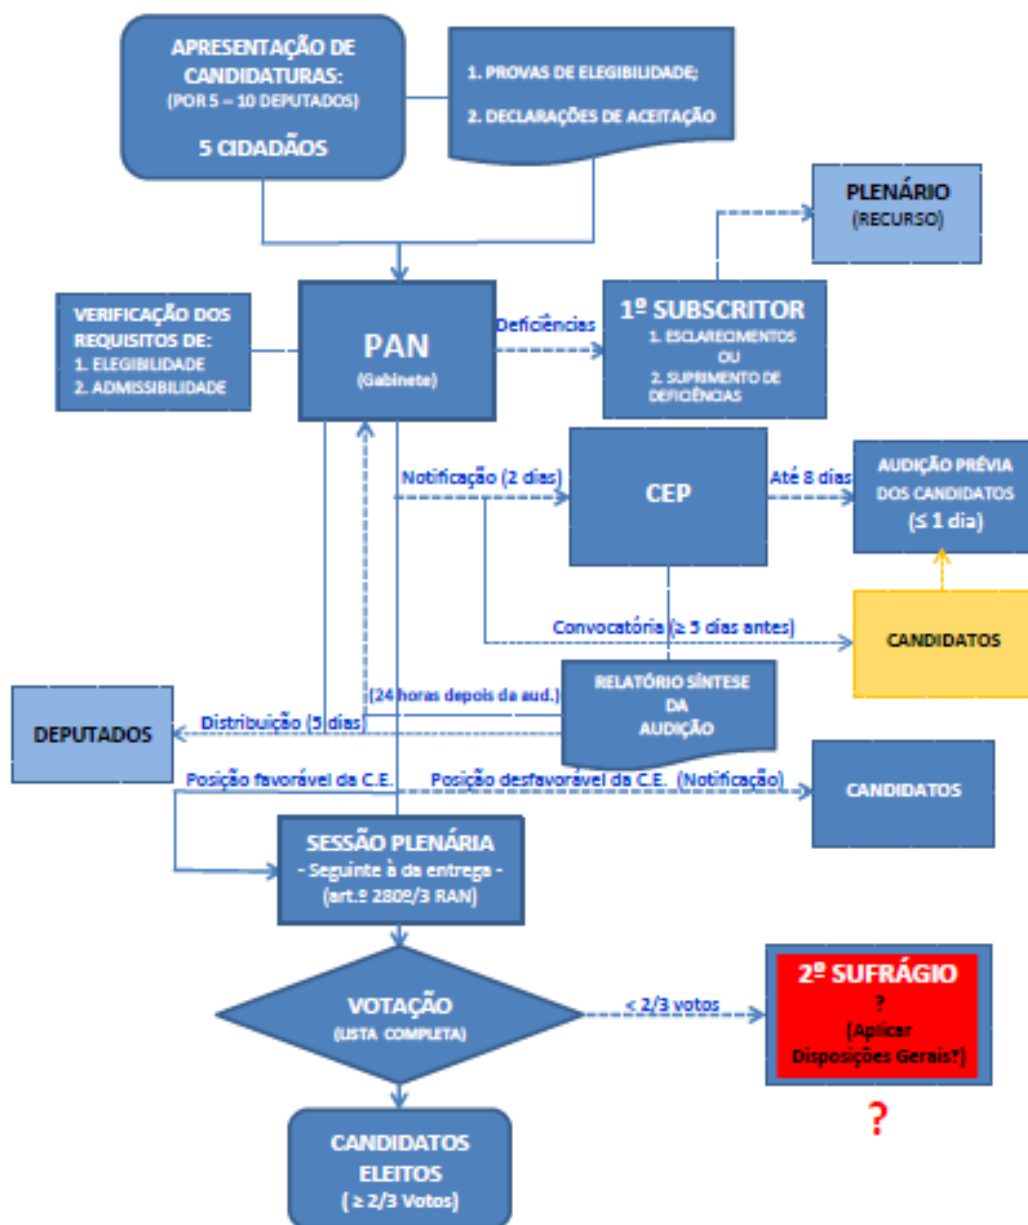 APRESENTAÇÃO DE
CANDIDATURAS:
(POR 5 – 10 DEPUTADOS)
5 CIDADÃOS
1. PROVAS DE ELEGIBILIDADE;
2. DECLARAÇÕES DE ACEITAÇÃO
PLENÁRIO
(RECURSO)
VERIFICAÇÃO DOS
REQUISITOS DE:
1. ELEGIBILIDADE
2. ADMISSIBILIDADE
PAN
(Gabinete)
Deficiências
1º SUBSCRITOR
1. ESCLARECIMENTOS
OU
2. SUPRIMENTO DE
DEFICIÊNCIAS
Notificação (2 dias)
CEP
Até 8 dias
AUDIÇÃO PRÉVIA
DOS CANDIDATOS
(≤ 1 dia)
Convocatória (≥ 5 dias antes)
CANDIDATOS
(24 horas depois da aud.)
RELATÓRIO SÍNTESE
DA
AUDIÇÃO
DEPUTADOS
Distribuição (5 dias)
Posição favorável da C.E.
Posição desfavorável da C.E. (Notificação)
CANDIDATOS
SESSÃO PLENÁRIA
- Seguinte à da entrega -
(art.º 280º/3 RAN)
VOTAÇÃO
(LISTA COMPLETA)
< 2/3 votos
2º SUFRÁGIO
?
(Aplicar
Disposições Gerais?)
?
CANDIDATOS
ELEITOS
( ≥ 2/3 Votos)